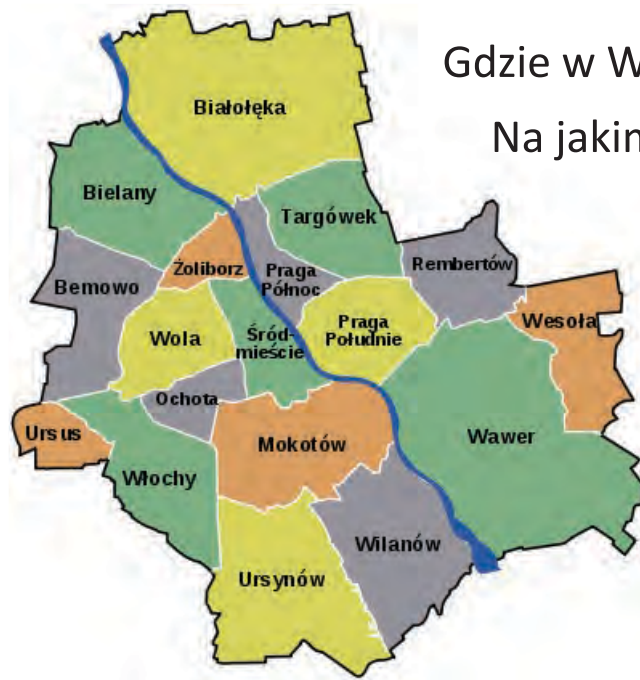 Gdzie w W
Na jakim
Białołęka
Bielany
Targówek
Żoliborz
Praga
Północ
Rembertów
Bemowo
Wola
Śród-
mieście
Praga
Południe
Wesoła
Ochota
Ursus
Mokotów
Wawer
Włochy
Wilanów
Ursynów